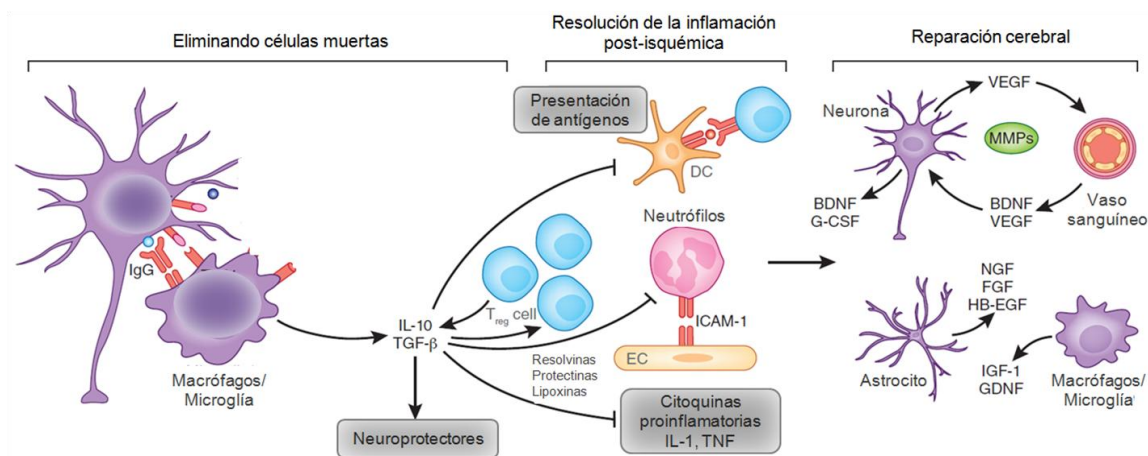 Eliminando células muertas
IgG
Macrófagos/
Microglía
IL-10
TGF-β
Neuroprotectores
Resolución de la inflamación
post-isquémica
Presentación
de antígenos
DC
Neutrófilos
Treg cell
ICAM-1
EC
Resolvinas
Protectinas
Lipoxinas
Citoquinas
proinflamatorias
IL-1, TNF
Reparación cerebral
Neurona
VEGF
MMPs
BDNF
G-CSF
BDNF
VEGF
Vaso
sanguíneo
NGF
FGF
HB-EGF
Astrocito
IGF-1
GDNF
Macrófagos/
Microglía